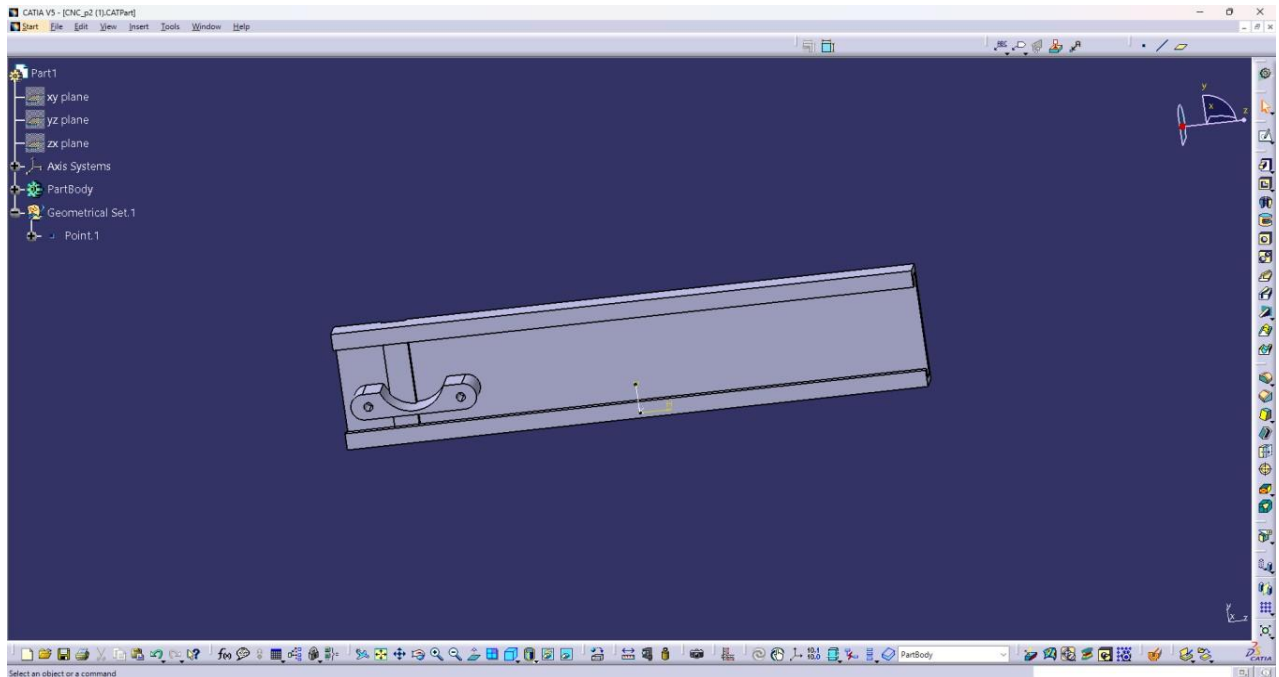 CATIA V5 - [CNC_p2 (1).CATPart]
Start File Edit View Insert Tools Window Help
Part1
xy plane
yz plane
zx plane
Axis Systems
PartBody
Geometrical Set.1
Point.1
y
x
z
y
x z
PartBody
CATIA
Select an object or a command